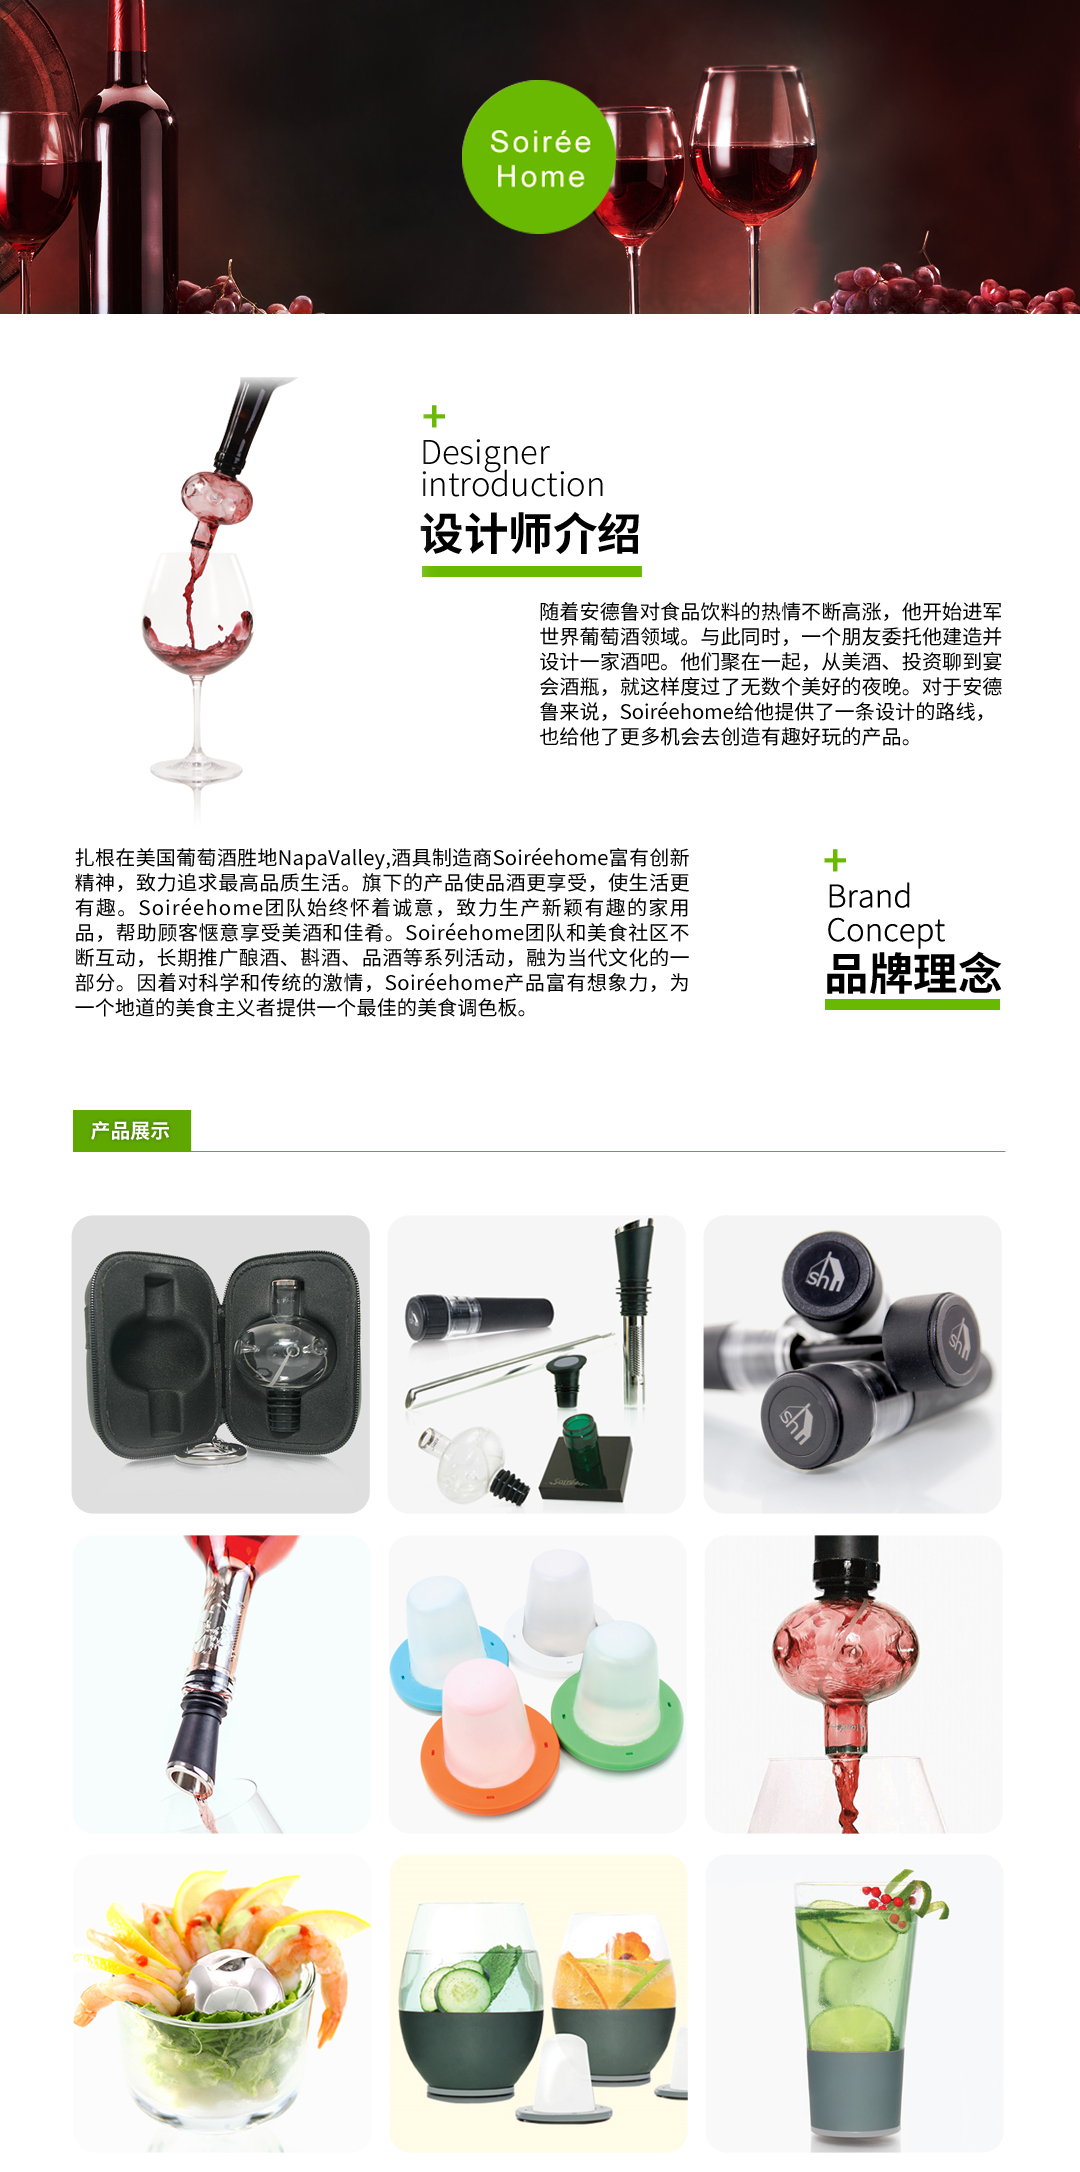 Soirée
Home
Designer
introduction
设计师介绍
随着安德鲁对食品饮料的热情不断高涨，他开始进军
世界葡萄酒领域。与此同时，一个朋友委托他建造并
设计一家酒吧。他们聚在一起，从美酒、投资聊到宴
会酒瓶，就这样度过了无数个美好的夜晚。对于安德
鲁来说，Soiréehome给他提供了一条设计的路线，
也给他了更多机会去创造有趣好玩的产品。
扎根在美国葡萄酒胜地NapaValley,酒具制造商Soiréehome富有创新
精神，致力追求最高品质生活。旗下的产品使品酒更享受，使生活更
有趣。Soiréehome团队始终怀着诚意，致力生产新颖有趣的家用
品，帮助顾客惬意享受美酒和佳肴。Soiréehome团队和美食社区不
断互动，长期推广酿酒、斟酒、品酒等系列活动，融为当代文化的一
部分。因着对科学和传统的激情，Soiréehome产品富有想象力，为
一个地道的美食主义者提供一个最佳的美食调色板。
Brand
Concept
品牌理念
产品展示
sh
sh
sh